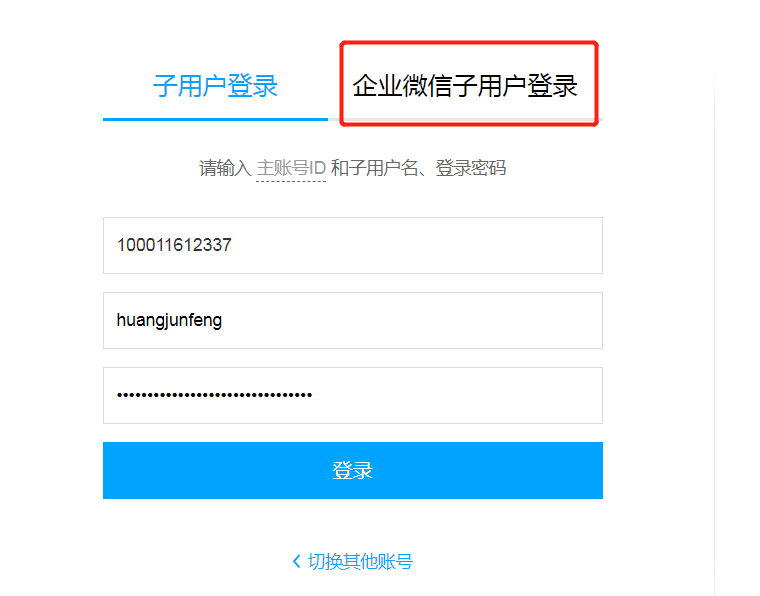 子用户登录 企业微信子用户登录
请输入 主账号ID 和子用户名、登录密码
100011612337
huangjunfeng
登录
切换其他账号